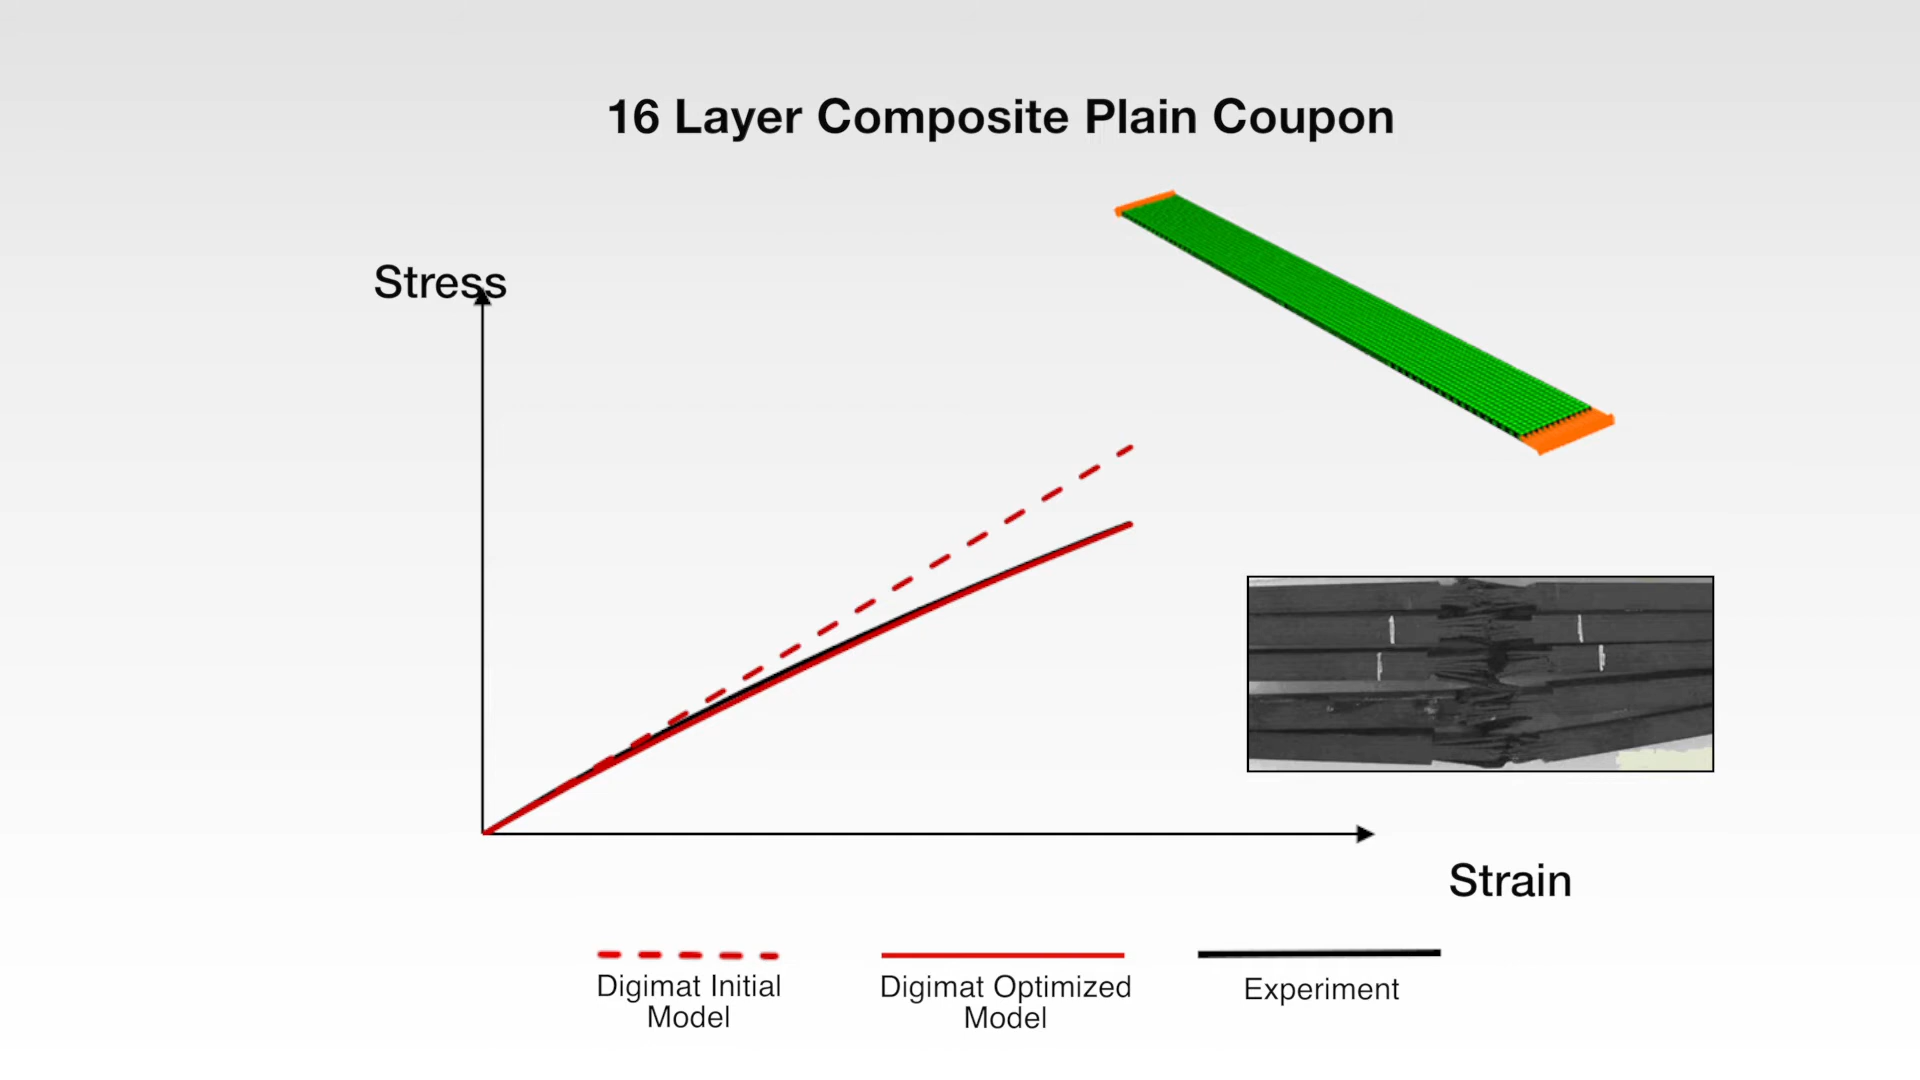 16 Layer Composite Plain Coupon
Stress
Strain
Digimat Initial
Model
Digimat Optimized
Model
Experiment